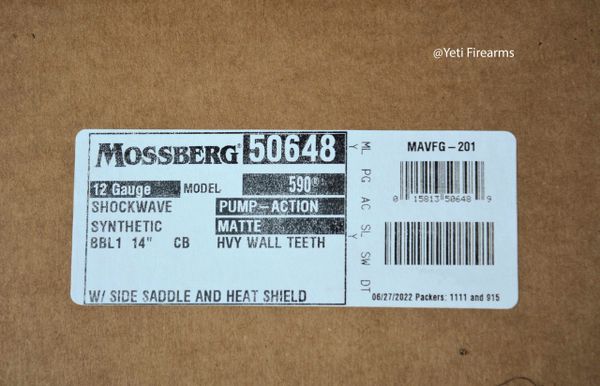 @Yeti Firearms
MOSSBERG® 50648
12 Gauge MODEL 590®
SHOCKWAVE PUMP-ACTION
SYNTHETIC MATTE
8BL1 14" CB HVY WALL TEETH
W/ SIDE SADDLE AND HEAT SHIELD
ML PG AC SL SW DT
Y Y
MAVFG-201
0 15813 50648 9
06/27/2022 Packers: 1111 and 915